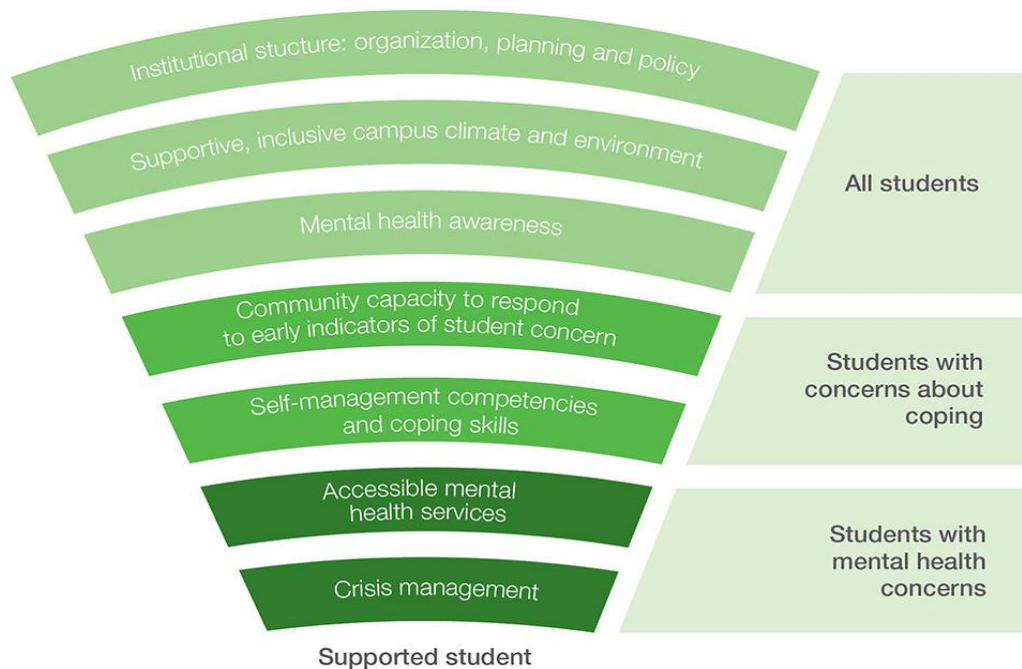 Institutional stucture: organization, planning and policy
Supportive, inclusive campus climate and environment
Mental health awareness
All students
Community capacity to respond
to early indicators of student concern
Self-management competencies
and coping skills
Students with
concerns about
coping
Accessible mental
health services
Crisis management
Students with
mental health
concerns
Supported student